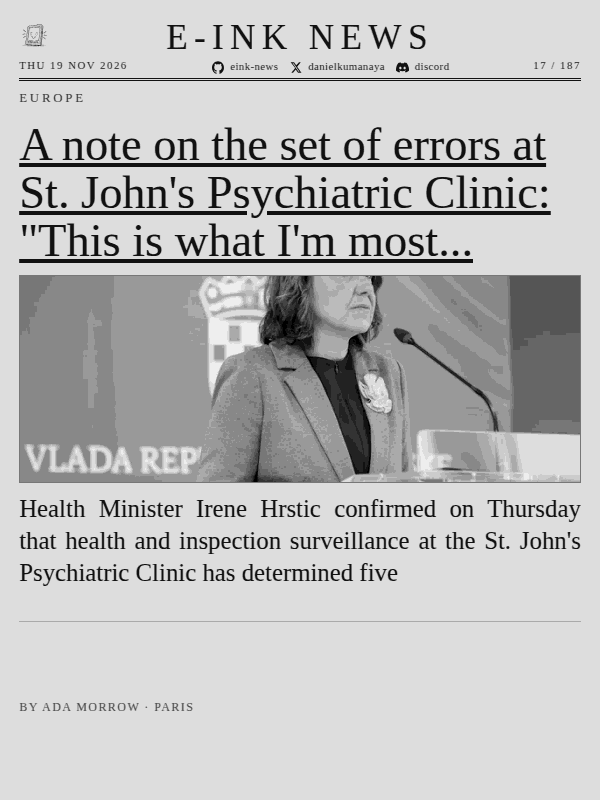 E-INK NEWS
THU 19 NOV 2026
eink-news danielkumanaya discord
17 / 187
EUROPE
A note on the set of errors at
St. John's Psychiatric Clinic:
"This is what I'm most...
VLADA REP
Health Minister Irene Hrstic confirmed on Thursday
that health and inspection surveillance at the St. John's
Psychiatric Clinic has determined five
BY ADA MORROW · PARIS